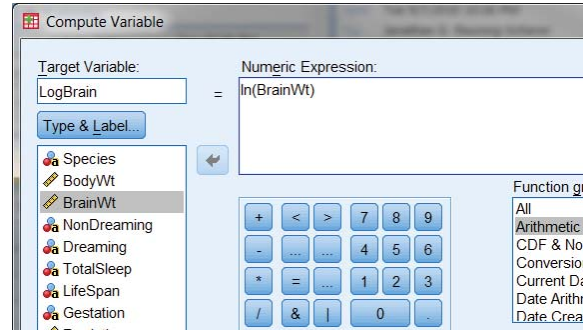 Compute Variable
Target Variable:
Numeric Expression:
LogBrain
=
ln(BrainWt)
Type & Label...
Species
BodyWt
BrainWt
NonDreaming
Dreaming
TotalSleep
LifeSpan
Gestation
+ < > 7 8 9
- ... ... 4 5 6
* = ... 1 2 3
/ & | 0 .
Function g
All
Arithmetic
CDF & No
Conversio
Current Da
Date Arith
Date Crea